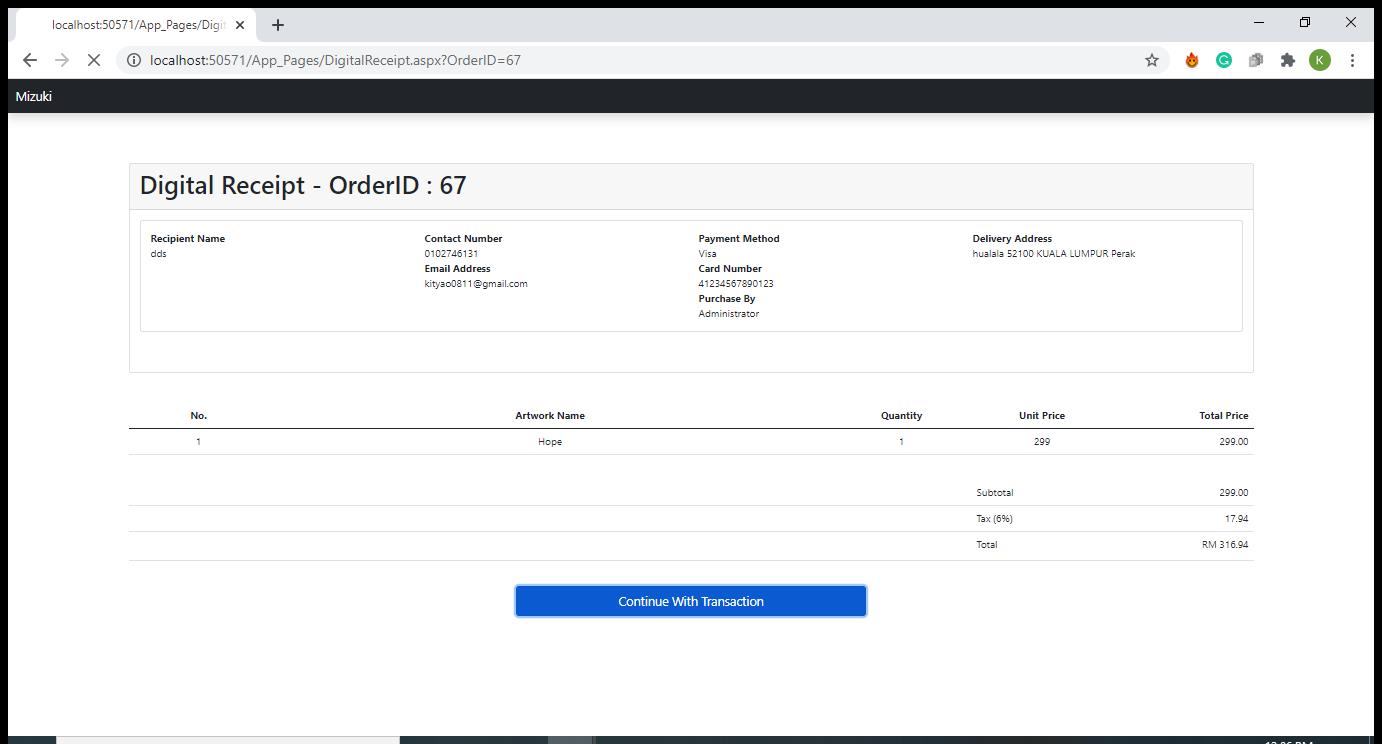 localhost:50571/App_Pages/Digi
localhost:50571/App_Pages/DigitalReceipt.aspx?OrderID=67
K
Mizuki
Digital Receipt - OrderID : 67
Recipient Name
dds
Contact Number
0102746131
Email Address
kityao0811@gmail.com
Payment Method
Visa
Card Number
41234567890123
Purchase By
Administrator
Delivery Address
hualala 52100 KUALA LUMPUR Perak
No. Artwork Name Quantity Unit Price Total Price
1 Hope 1 299 299.00
Subtotal 299.00
Tax (6%) 17.94
Total RM 316.94
Continue With Transaction